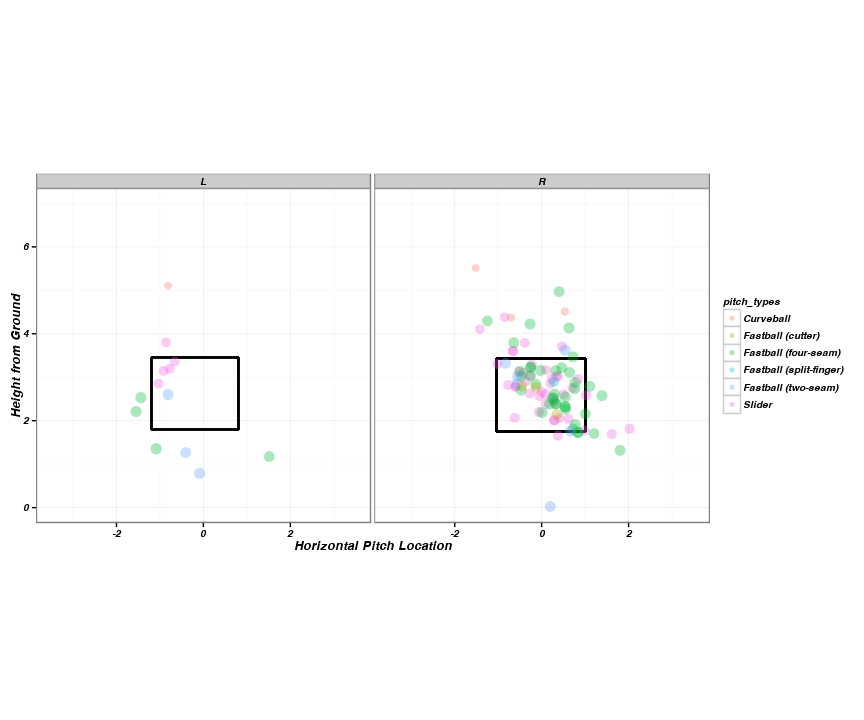 L
R
6
4
2
0
Height from Ground
-2
0
2
-2
0
2
Horizontal Pitch Location
pitch_types
Curveball
Fastball (cutter)
Fastball (four-seam)
Fastball (split-finger)
Fastball (two-seam)
Slider